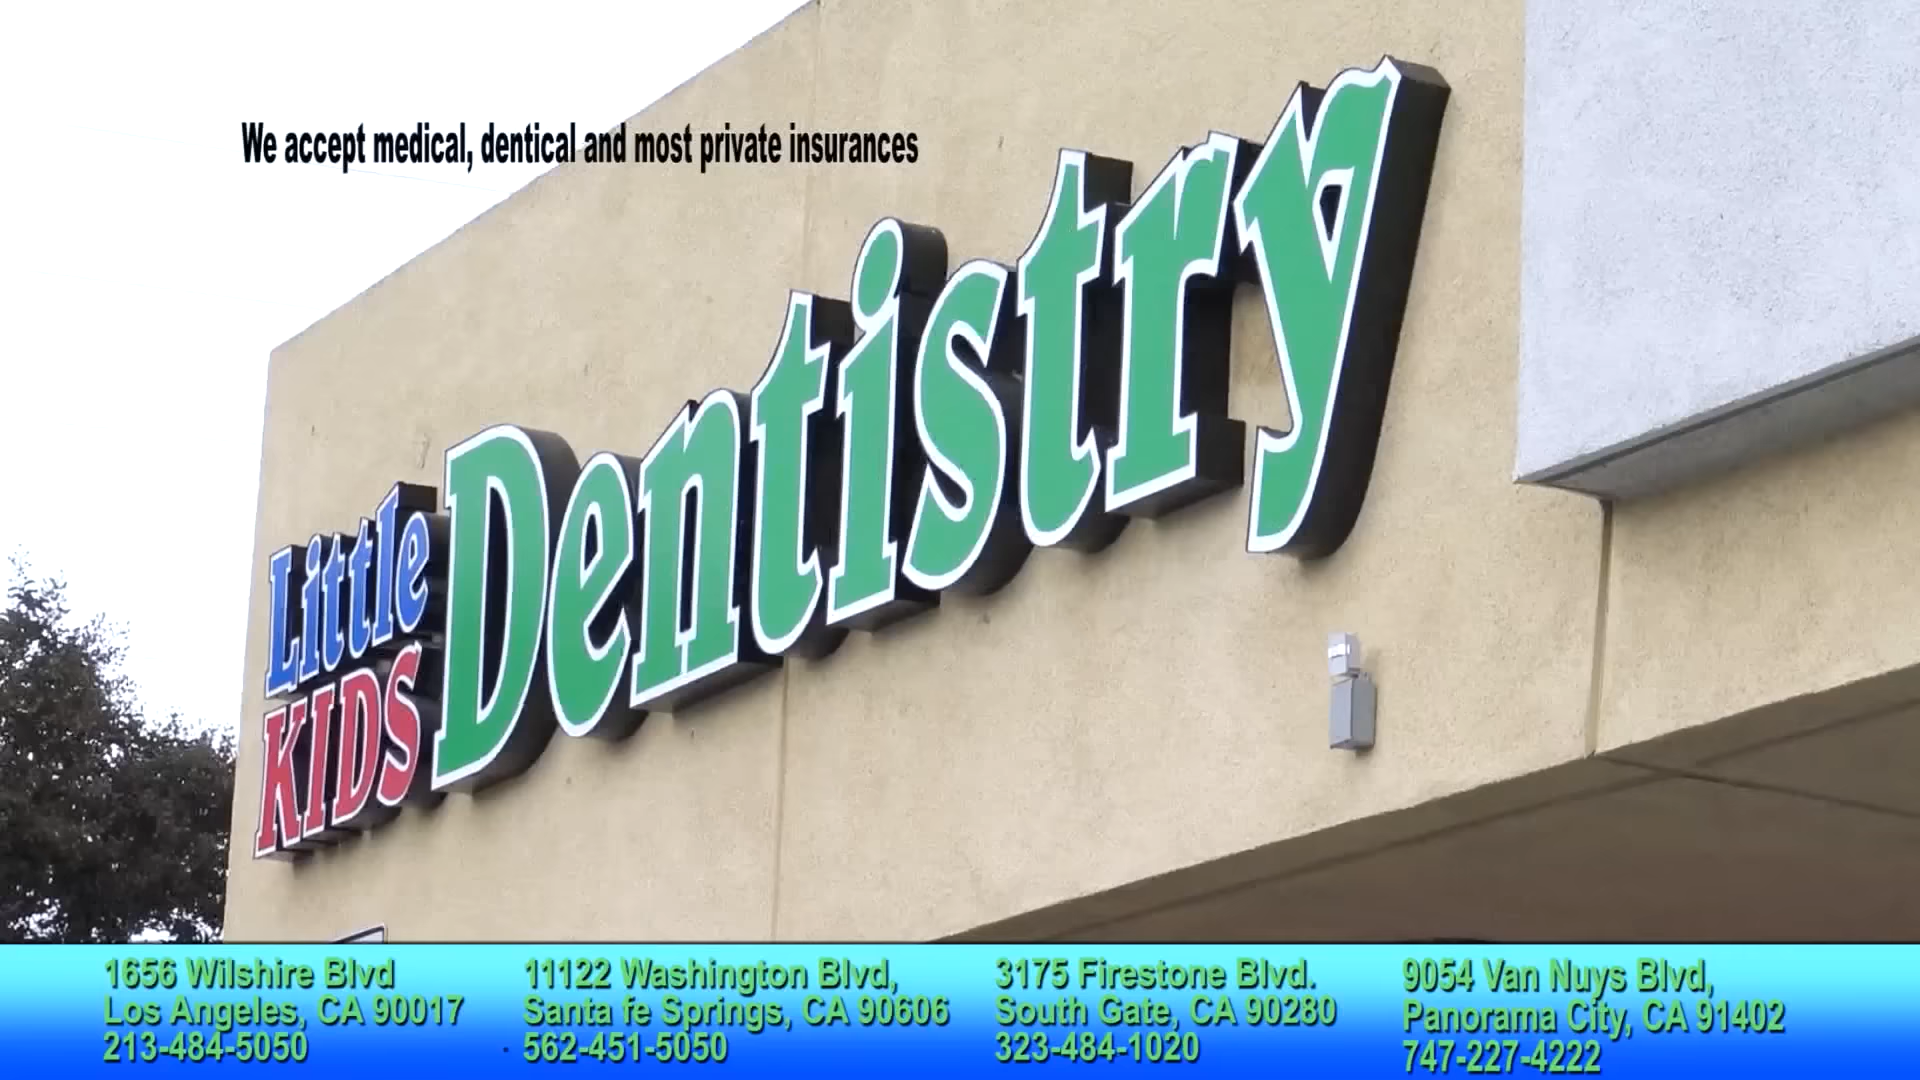 We accept medical, dentical and most private insurances
Little
KIDS
Dentistry
1656 Wilshire Blvd
Los Angeles, CA 90017
213-484-5050
11122 Washington Blvd,
Santa fe Springs, CA 90606
562-451-5050
3175 Firestone Blvd.
South Gate, CA 90280
323-484-1020
9054 Van Nuys Blvd,
Panorama City, CA 91402
747-227-4222